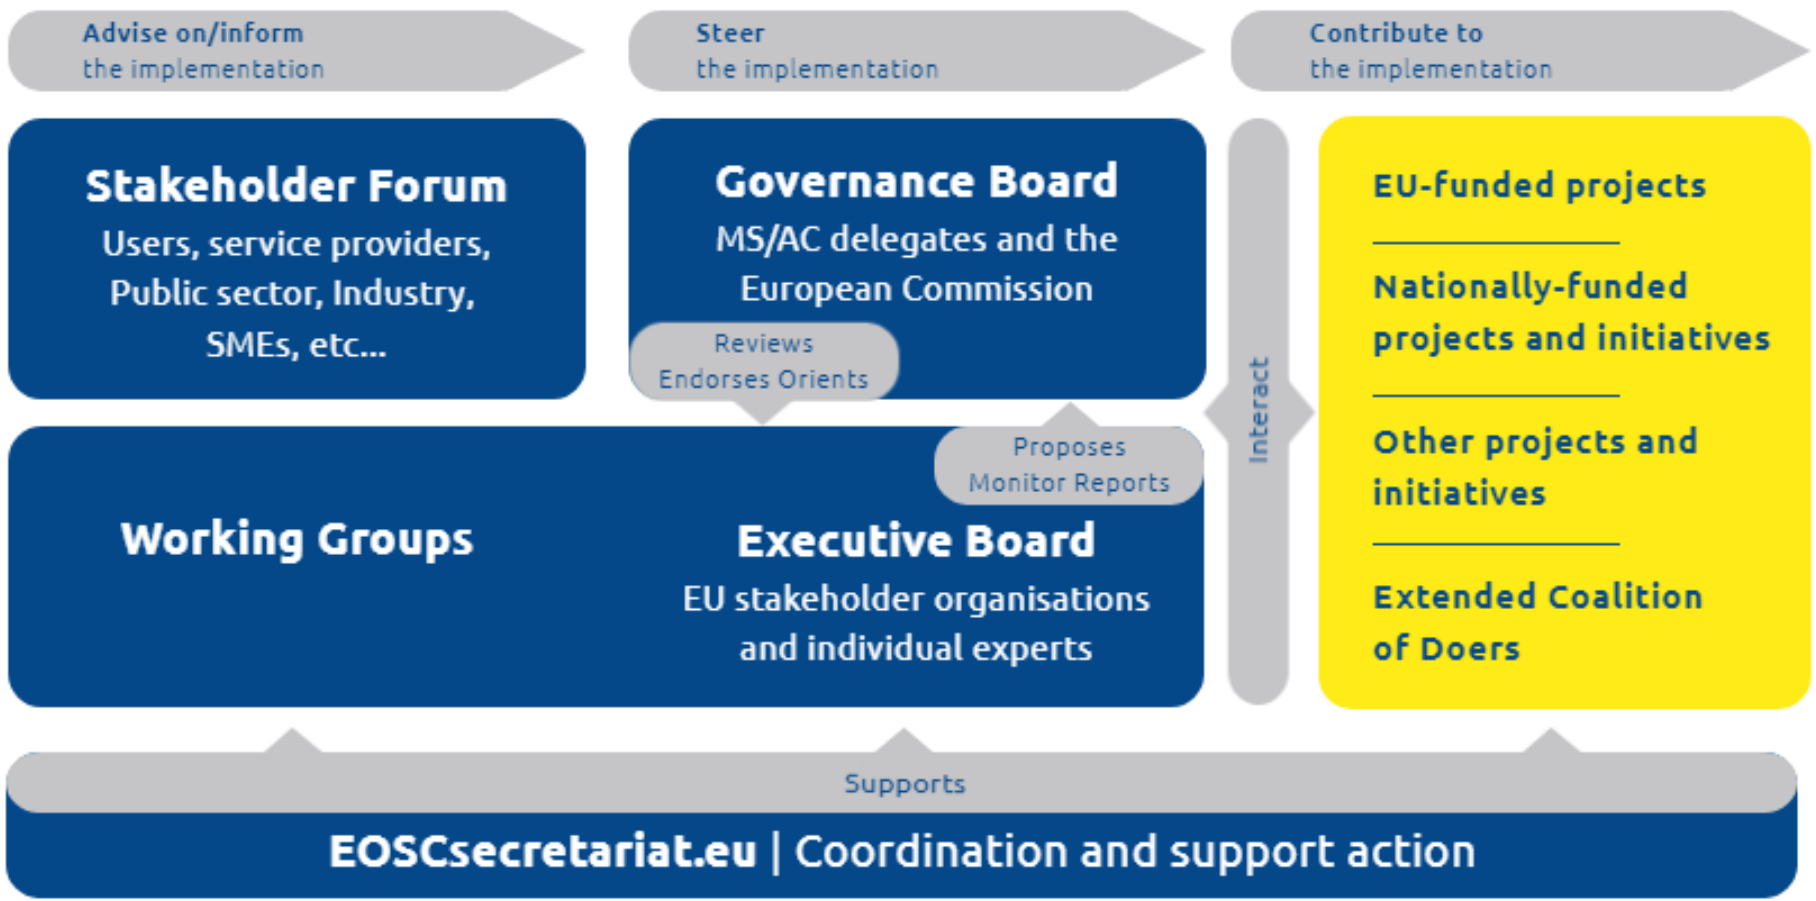 Advise on/inform
the implementation
Steer
the implementation
Contribute to
the implementation
Stakeholder Forum
Users, service providers,
Public sector, Industry,
SMEs, etc...
Governance Board
MS/AC delegates and the
European Commission
Reviews
Endorses Orients
Proposes
Monitor Reports
Working Groups
Executive Board
EU stakeholder organisations
and individual experts
Interact
EU-funded projects
Nationally-funded
projects and initiatives
Other projects and
initiatives
Extended Coalition
of Doers
Supports
EOSCsecretariat.eu | Coordination and support action